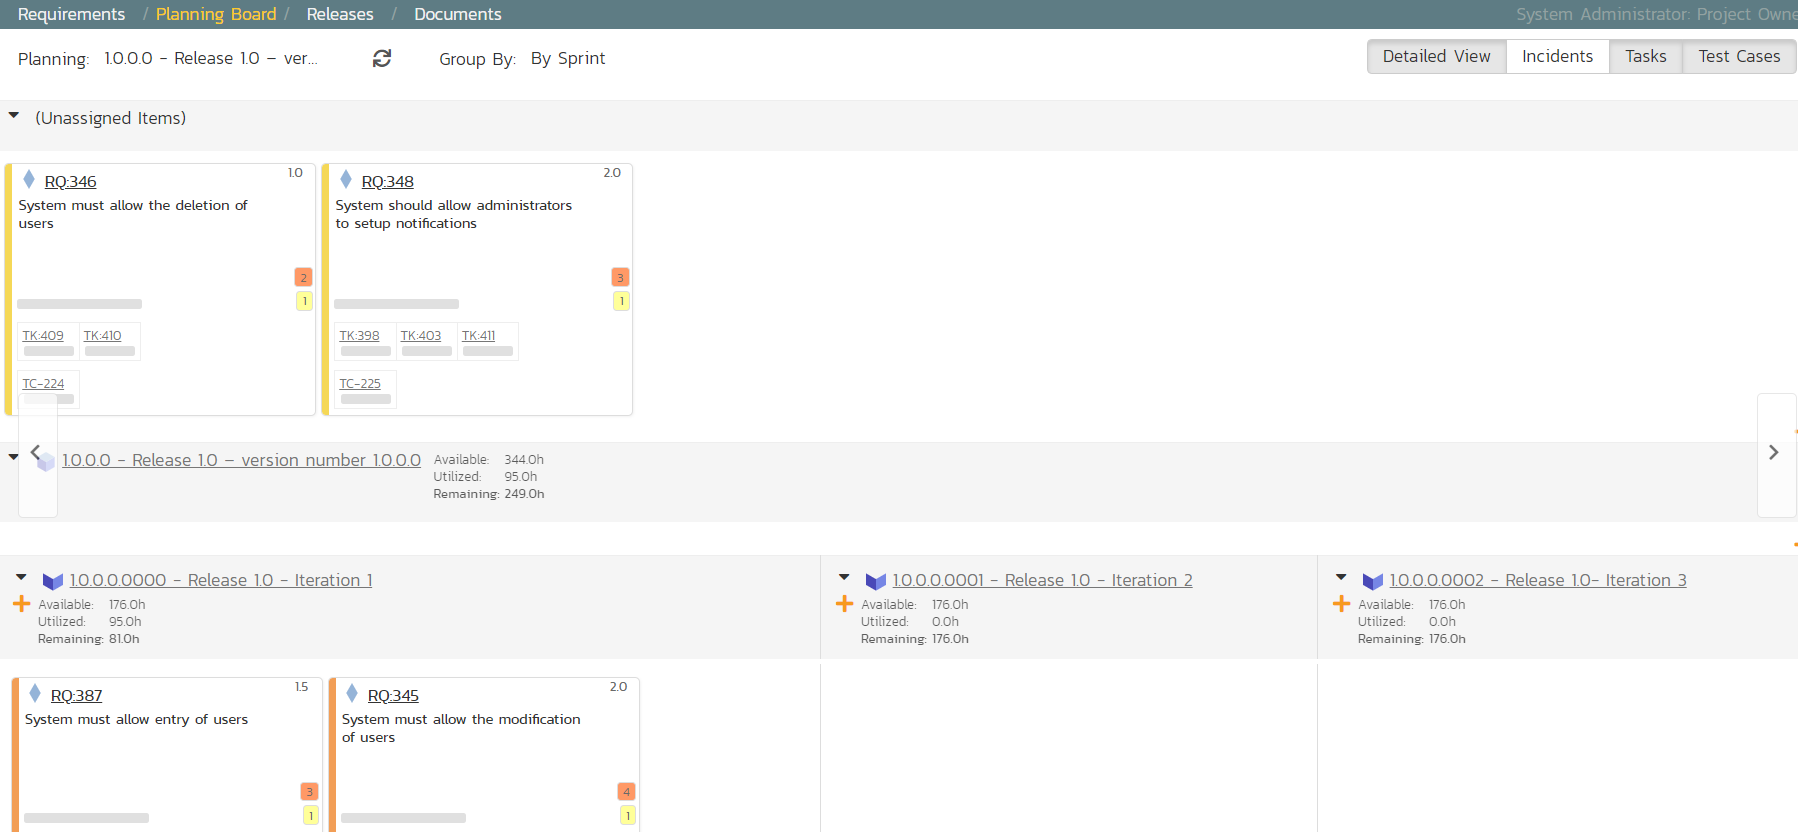 Requirements / Planning Board / Releases / Documents System Administrator: Project Owne
Planning: 1.0.0.0 - Release 1.0 – ver... Group By: By Sprint Detailed View Incidents Tasks Test Cases
(Unassigned Items)
RQ:346 1.0
System must allow the deletion of
users
2
1
TK:409 TK:410
TC-224
RQ:348 2.0
System should allow administrators
to setup notifications
3
1
TK:398 TK:403 TK:411
TC-225
1.0.0.0 - Release 1.0 – version number 1.0.0.0
Available: 344.0h
Utilized: 95.0h
Remaining: 249.0h
1.0.0.0.0000 - Release 1.0 - Iteration 1
Available: 176.0h
Utilized: 95.0h
Remaining: 81.0h
1.0.0.0.0001 - Release 1.0 - Iteration 2
Available: 176.0h
Utilized: 0.0h
Remaining: 176.0h
1.0.0.0.0002 - Release 1.0- Iteration 3
Available: 176.0h
Utilized: 0.0h
Remaining: 176.0h
RQ:387 1.5
System must allow entry of users
3
1
RQ:345 2.0
System must allow the modification
of users
4
1